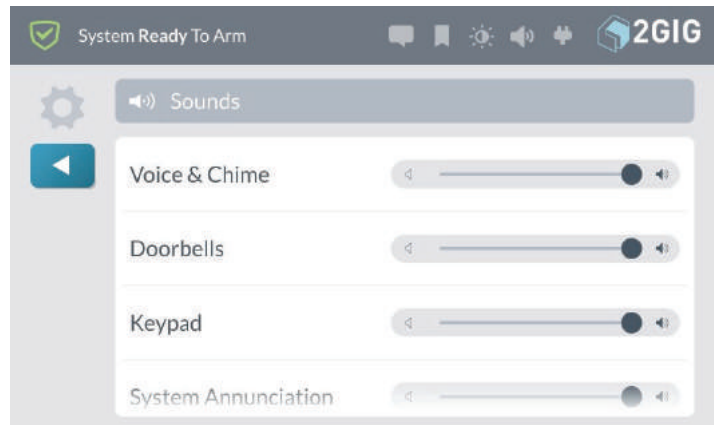 System Ready To Arm
2GIG
Sounds
Voice & Chime
Doorbells
Keypad
System Annunciation